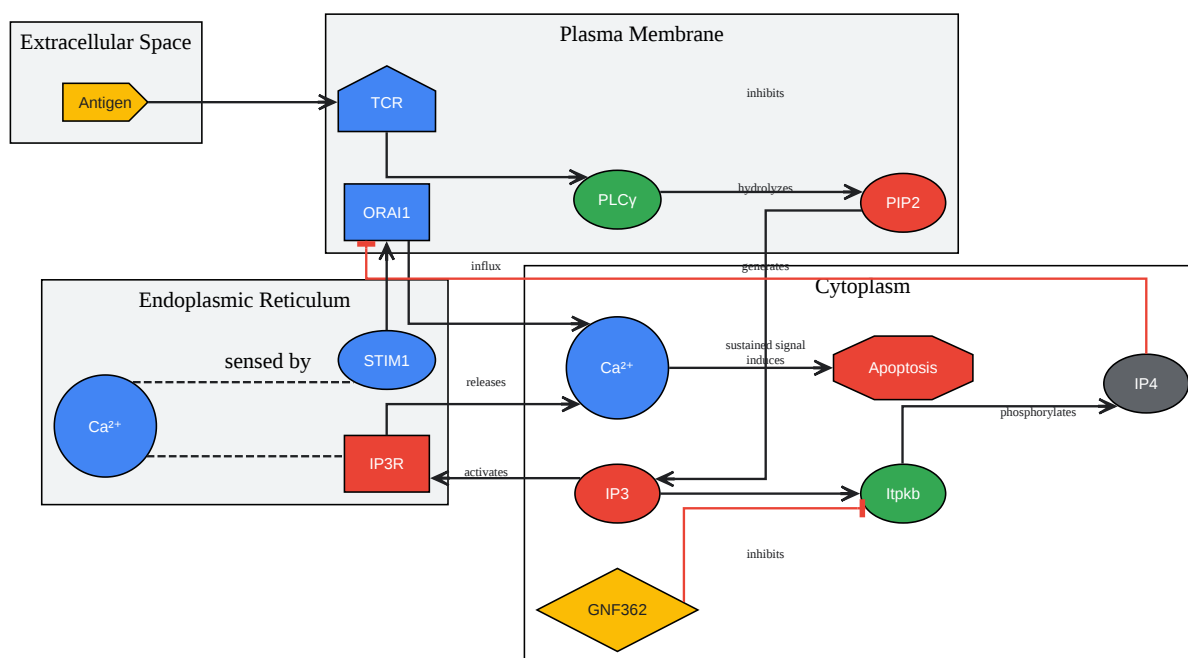 Extracellular Space
Plasma Membrane
Antigen
TCR
inhibits
PLCγ
hydrolyzes
PIP2
ORAI1
influx
generates
Endoplasmic Reticulum
Cytoplasm
sensed by
STIM1
Ca²⁺
sustained signal
induces
Apoptosis
IP4
releases
phosphorylates
Ca²⁺
IP3R
activates
IP3
Itpkb
inhibits
GNF362